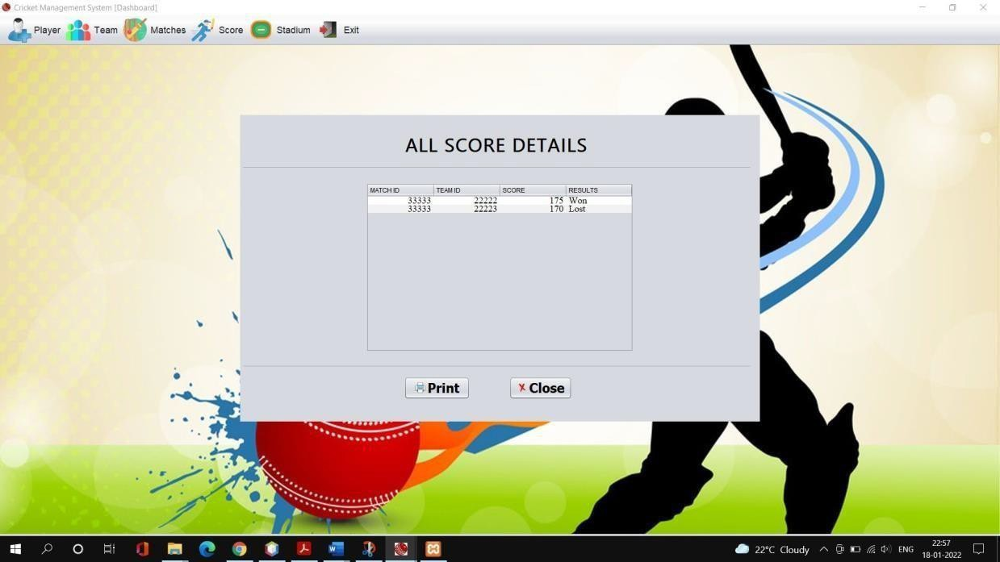 Cricket Management System [Dashboard]
Player Team Matches Score Stadium Exit
ALL SCORE DETAILS
MATCH ID TEAM ID SCORE RESULTS
33333 22222 175 Won
33333 22223 170 Lost
Print Close
22°C Cloudy ENG 22:57
18-01-2022